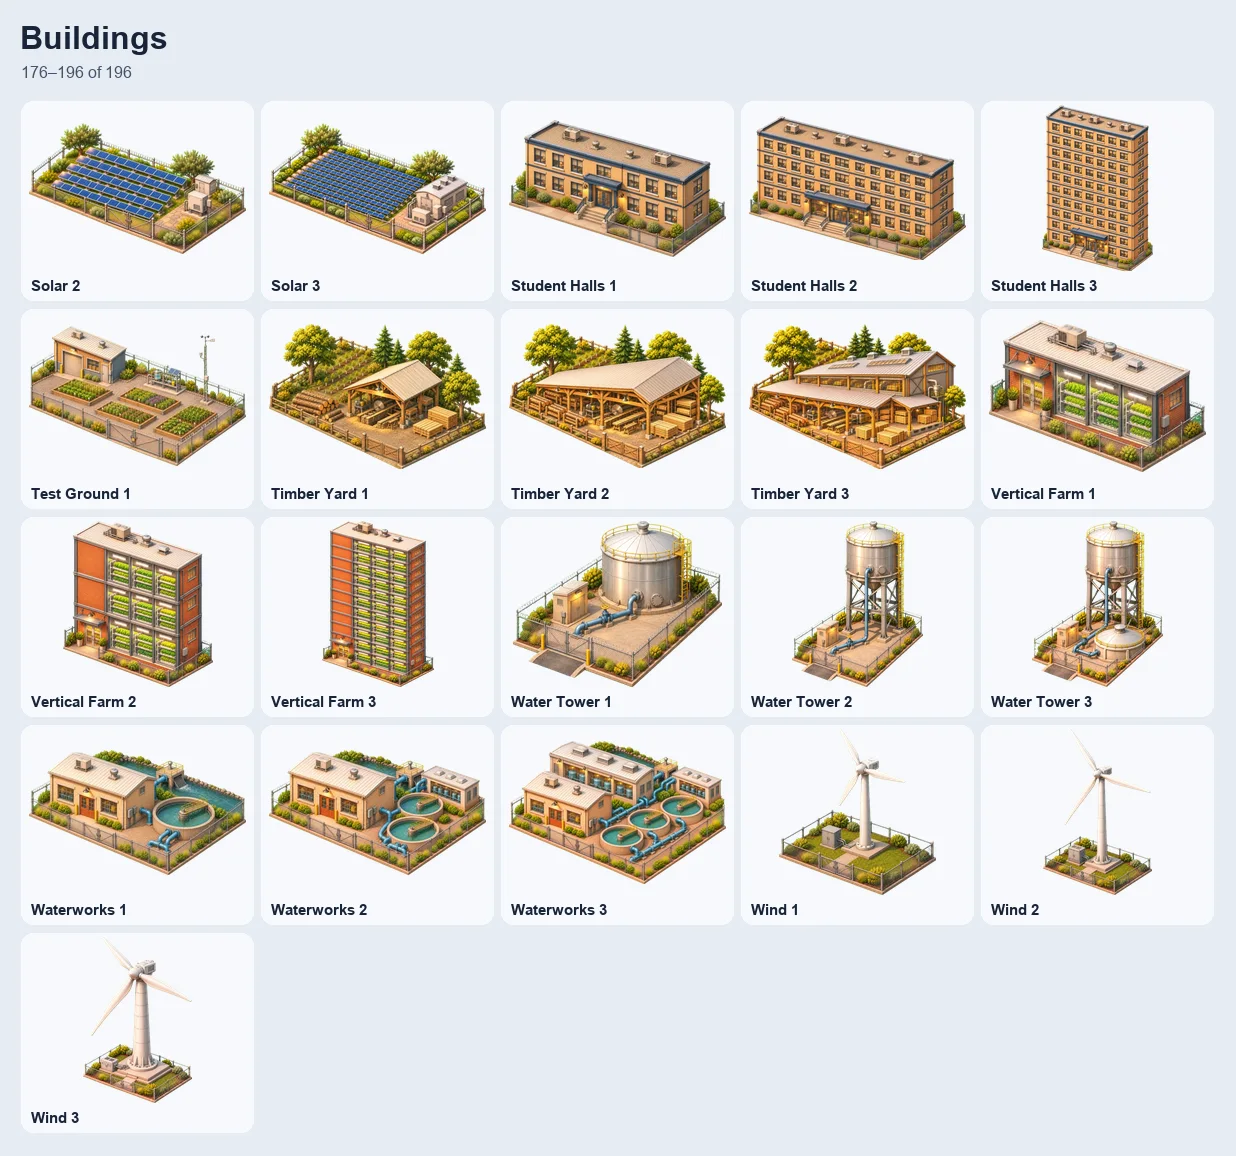 Buildings
176–196 of 196
Solar 2
Solar 3
Student Halls 1
Student Halls 2
Student Halls 3
Test Ground 1
Timber Yard 1
Timber Yard 2
Timber Yard 3
Vertical Farm 1
Vertical Farm 2
Vertical Farm 3
Water Tower 1
Water Tower 2
Water Tower 3
Waterworks 1
Waterworks 2
Waterworks 3
Wind 1
Wind 2
Wind 3